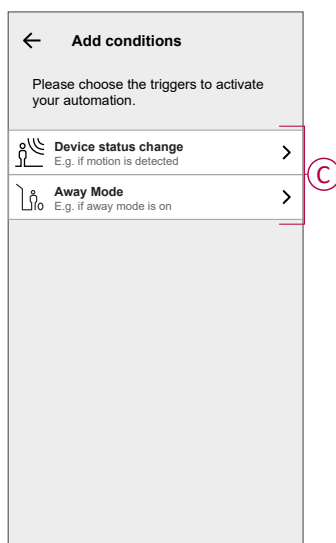 Add conditions
Please choose the triggers to activate
your automation.
Device status change
E.g. if motion is detected
Away Mode
E.g. if away mode is on
C